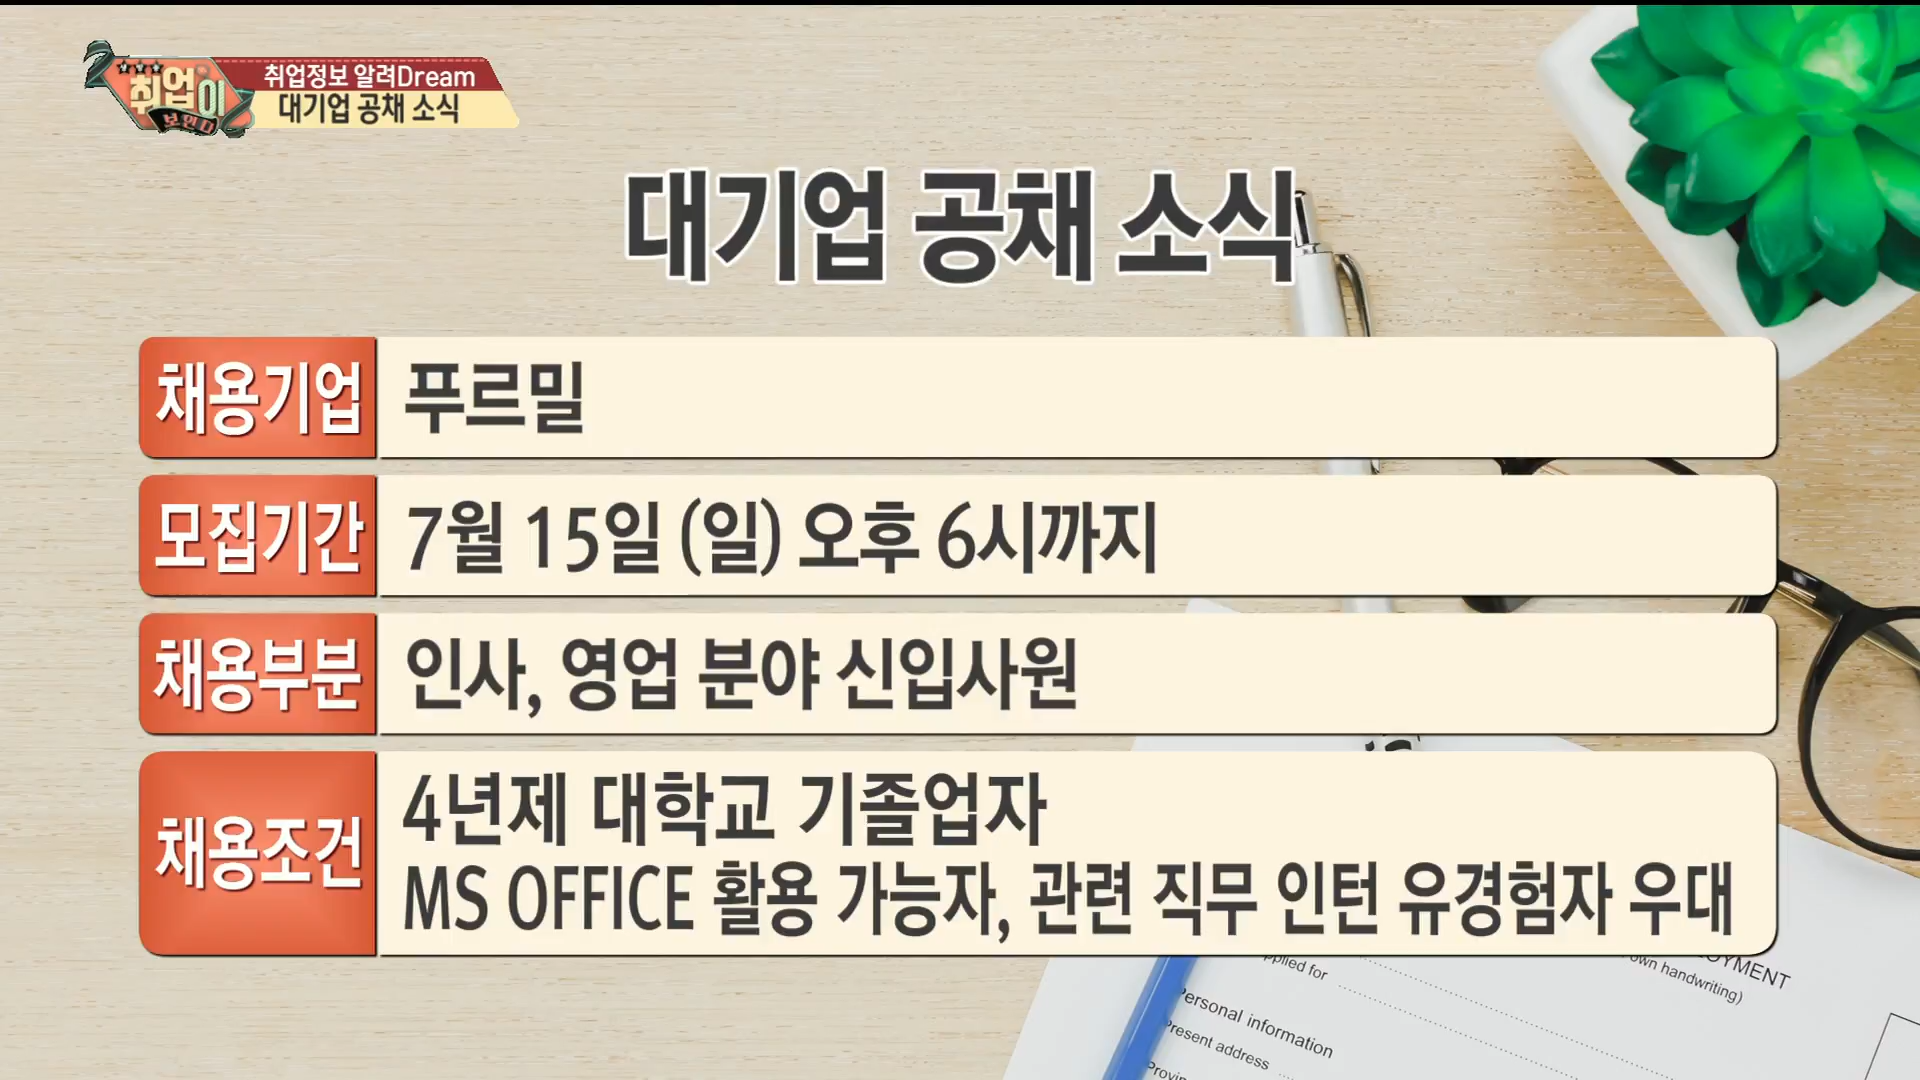 취업이
보인다
취업정보 알려Dream
대기업 공채 소식
대기업 공채 소식
채용기업
푸르밀
모집기간
7월 15일 (일) 오후 6시까지
채용부분
인사, 영업 분야 신입사원
채용조건
4년제 대학교 기졸업자
MS OFFICE 활용 가능자, 관련 직무 인턴 유경험자 우대
own handwriting)
for
Personal information
Present address